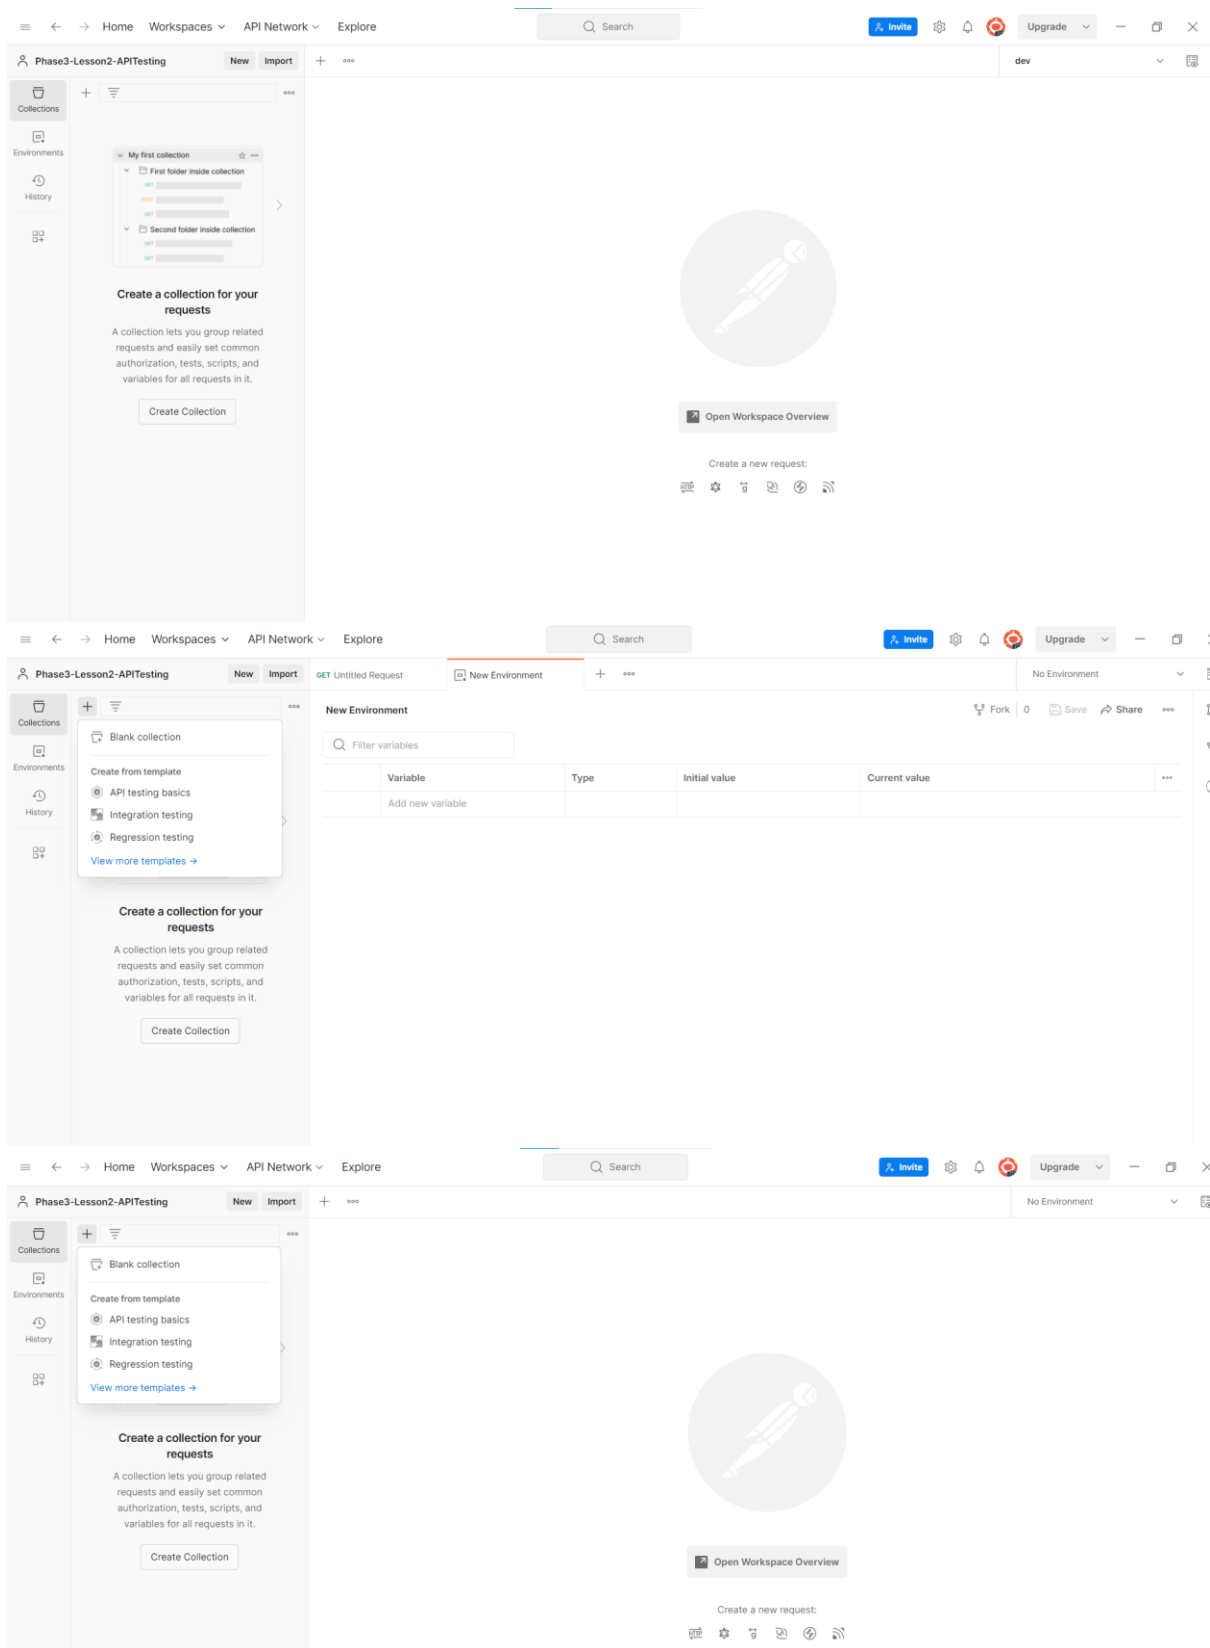 Home Workspaces API Network Explore Search Invite Upgrade
Phase3-Lesson2-APITesting New Import dev
Collections
Environments
History
My first collection
First folder inside collection
GET
POST
GET
Second folder inside collection
GET
GET
Create a collection for your
requests
A collection lets you group related
requests and easily set common
authorization, tests, scripts, and
variables for all requests in it.
Create Collection
Open Workspace Overview
Create a new request:
HTTP
Home Workspaces API Network Explore Search Invite Upgrade
Phase3-Lesson2-APITesting New Import GET Untitled Request New Environment No Environment
Collections
Environments
History
Blank collection
Create from template
API testing basics
Integration testing
Regression testing
View more templates →
Create a collection for your
requests
A collection lets you group related
requests and easily set common
authorization, tests, scripts, and
variables for all requests in it.
Create Collection
New Environment Fork 0 Save Share
Filter variables
Variable Type Initial value Current value
Add new variable
Home Workspaces API Network Explore Search Invite Upgrade
Phase3-Lesson2-APITesting New Import No Environment
Collections
Environments
History
Blank collection
Create from template
API testing basics
Integration testing
Regression testing
View more templates →
Create a collection for your
requests
A collection lets you group related
requests and easily set common
authorization, tests, scripts, and
variables for all requests in it.
Create Collection
Open Workspace Overview
Create a new request:
HTTP